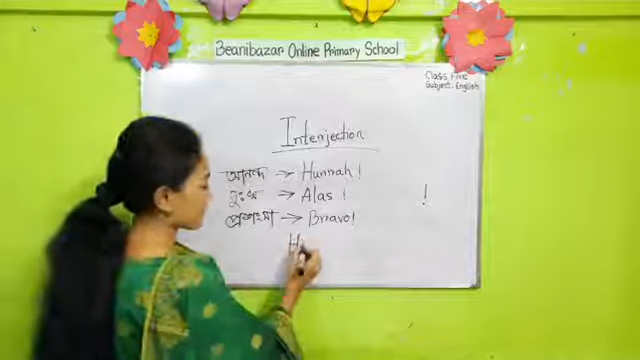 Beanibazar Online Primary School
Class Five
Subject: English
Interjection
আনন্দ → Hurrah!
দুঃখ → Alas!
!
প্রশংসা → Bravo!
H